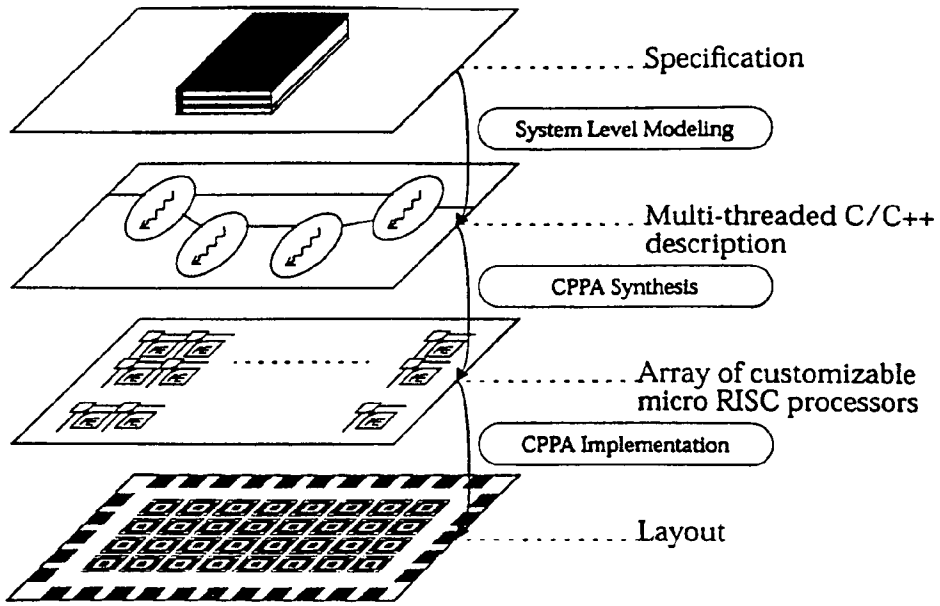 Specification
System Level Modeling
Multi-threaded C/C++
description
CPPA Synthesis
Array of customizable
micro RISC processors
CPPA Implementation
Layout